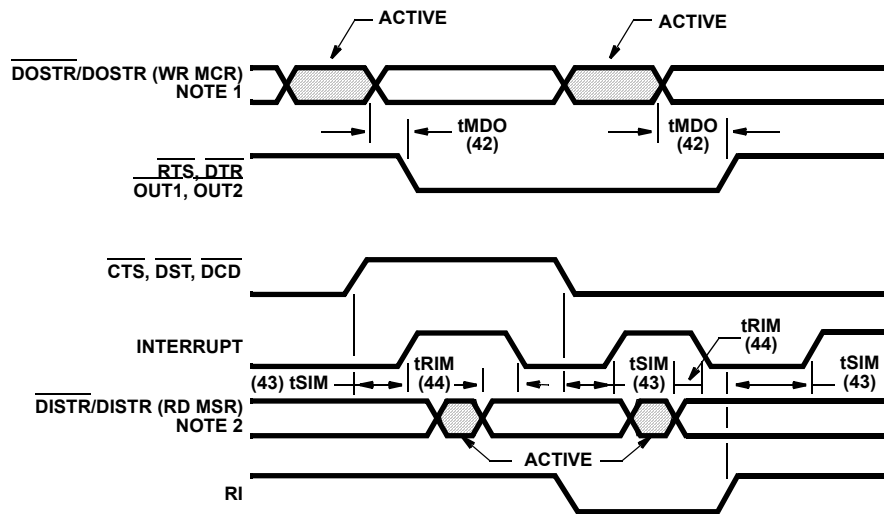 ACTIVE
ACTIVE
DOSTR/DOSTR (WR MCR)
NOTE 1
tMDO
(42)
tMDO
(42)
RTS, DTR
OUT1, OUT2
CTS, DST, DCD
INTERRUPT
tRIM
(44)
(43) tSIM
tRIM
(44)
tSIM
(43)
tSIM
(43)
DISTR/DISTR (RD MSR)
NOTE 2
ACTIVE
RI